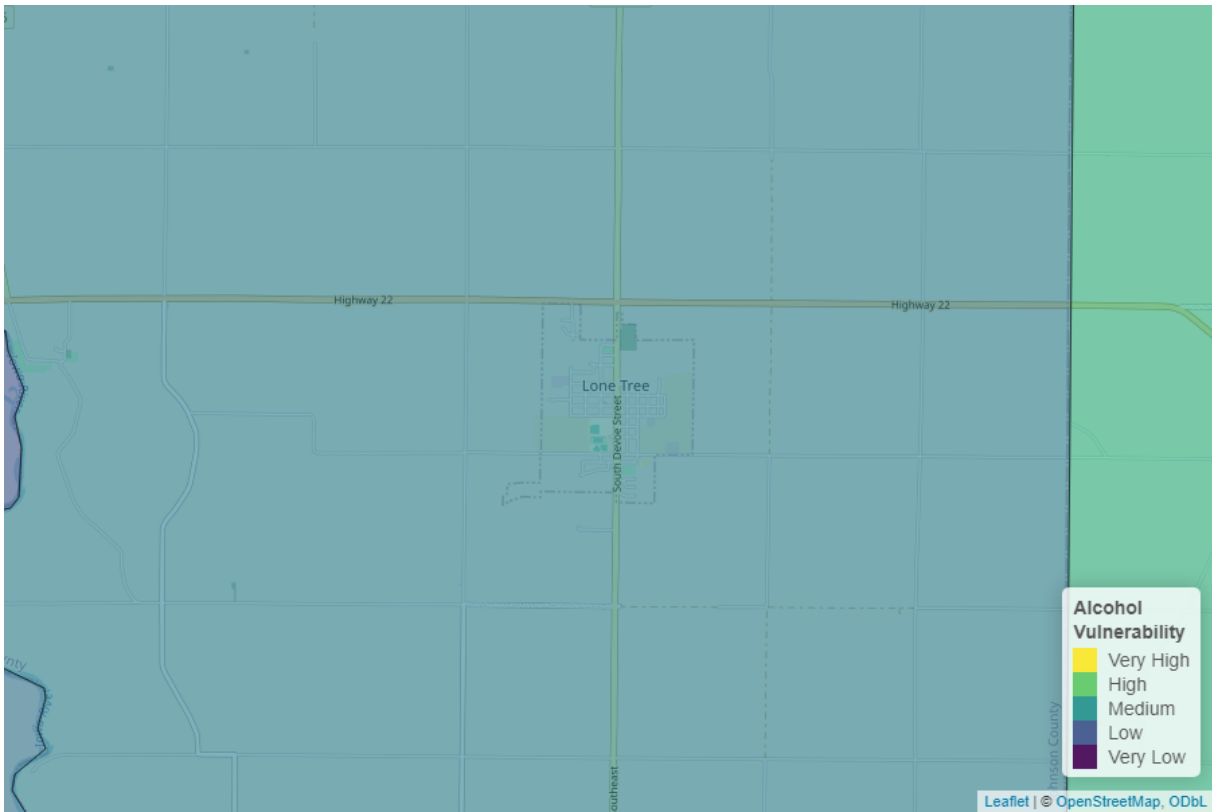 6
Highway 22
Highway 22
Lone Tree
South Devoe Street
Alcohol
Vulnerability
Very High
High
Medium
Low
Very Low
Leaflet | © OpenStreetMap, ODbL